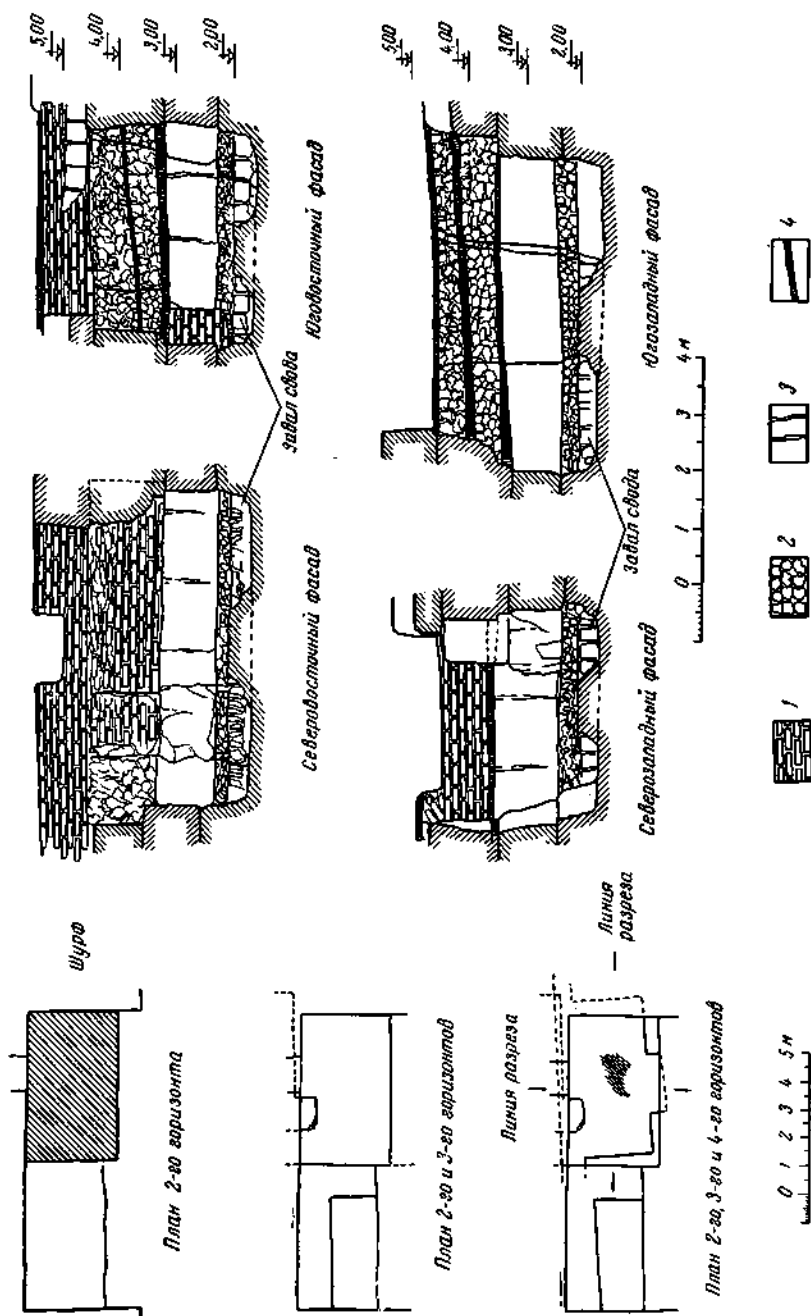 5,00
4,00
3,00
2,00
Юговосточный фасад
Завал свода
Северовосточный фасад
5,00
4,00
3,00
2,00
Югозападный фасад
Завал свода
Северозападный фасад
0 1 2 3 4 м
1 2 3 4
Шурф
План 2-го горизонта
План 2-го и 3-го горизонтов
Линия разреза
Линия
разреза
План 2-го, 3-го и 4-го горизонтов
0 1 2 3 4 5 м